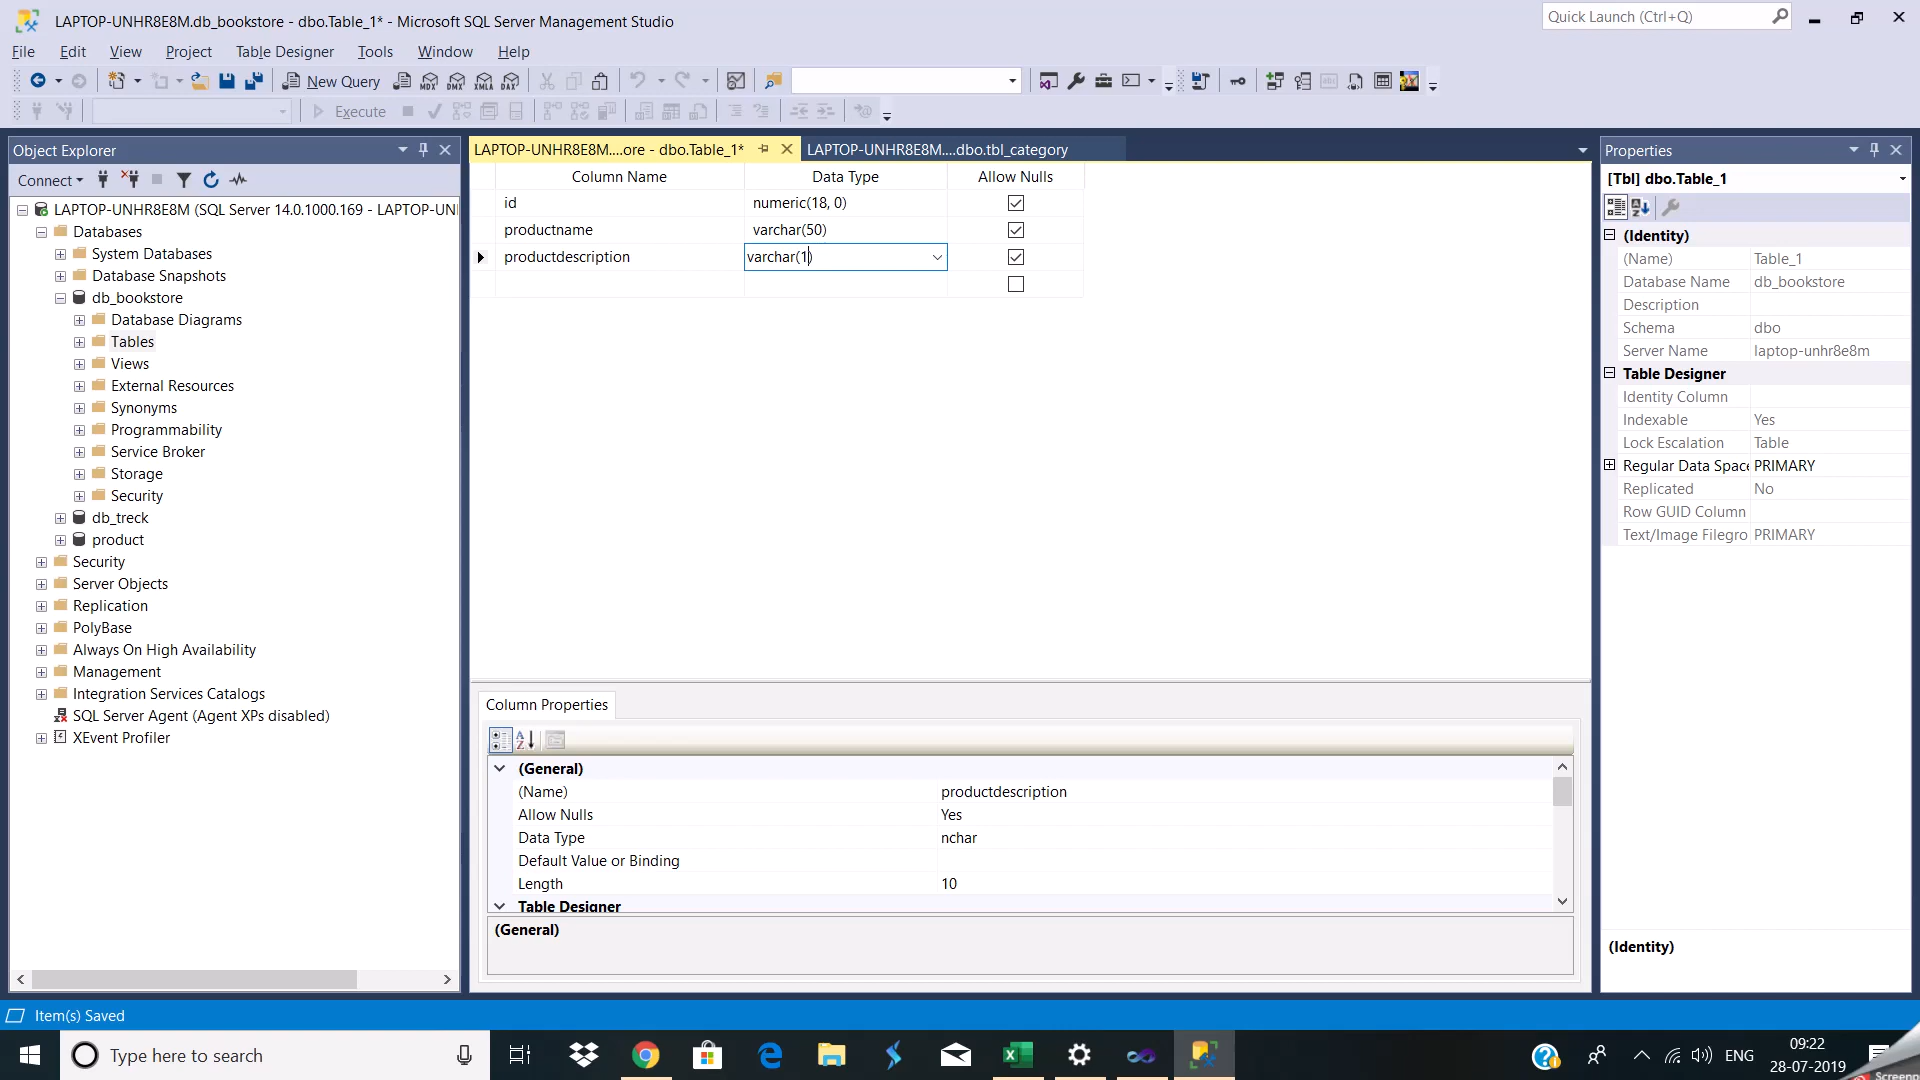 LAPTOP-UNHR8E8M.db_bookstore - dbo.Table_1* - Microsoft SQL Server Management Studio
Quick Launch (Ctrl+Q)
File Edit View Project Table Designer Tools Window Help
New Query MDX DMX XMLA DAX
Execute
Object Explorer
Connect
LAPTOP-UNHR8E8M (SQL Server 14.0.1000.169 - LAPTOP-UN
Databases
System Databases
Database Snapshots
db_bookstore
Database Diagrams
Tables
Views
External Resources
Synonyms
Programmability
Service Broker
Storage
Security
db_treck
product
Security
Server Objects
Replication
PolyBase
Always On High Availability
Management
Integration Services Catalogs
SQL Server Agent (Agent XPs disabled)
XEvent Profiler
LAPTOP-UNHR8E8M....ore - dbo.Table_1*
LAPTOP-UNHR8E8M....dbo.tbl_category
Column Name Data Type Allow Nulls
id numeric(18, 0)
productname varchar(50)
productdescription varchar(1)
Column Properties
(General)
(Name) productdescription
Allow Nulls Yes
Data Type nchar
Default Value or Binding
Length 10
Table Designer
(General)
Properties
[Tbl] dbo.Table_1
(Identity)
(Name) Table_1
Database Name db_bookstore
Description
Schema dbo
Server Name laptop-unhr8e8m
Table Designer
Identity Column
Indexable Yes
Lock Escalation Table
Regular Data Space PRIMARY
Replicated No
Row GUID Column
Text/Image Filegro PRIMARY
(Identity)
Item(s) Saved
Type here to search
ENG
09:22
28-07-2019